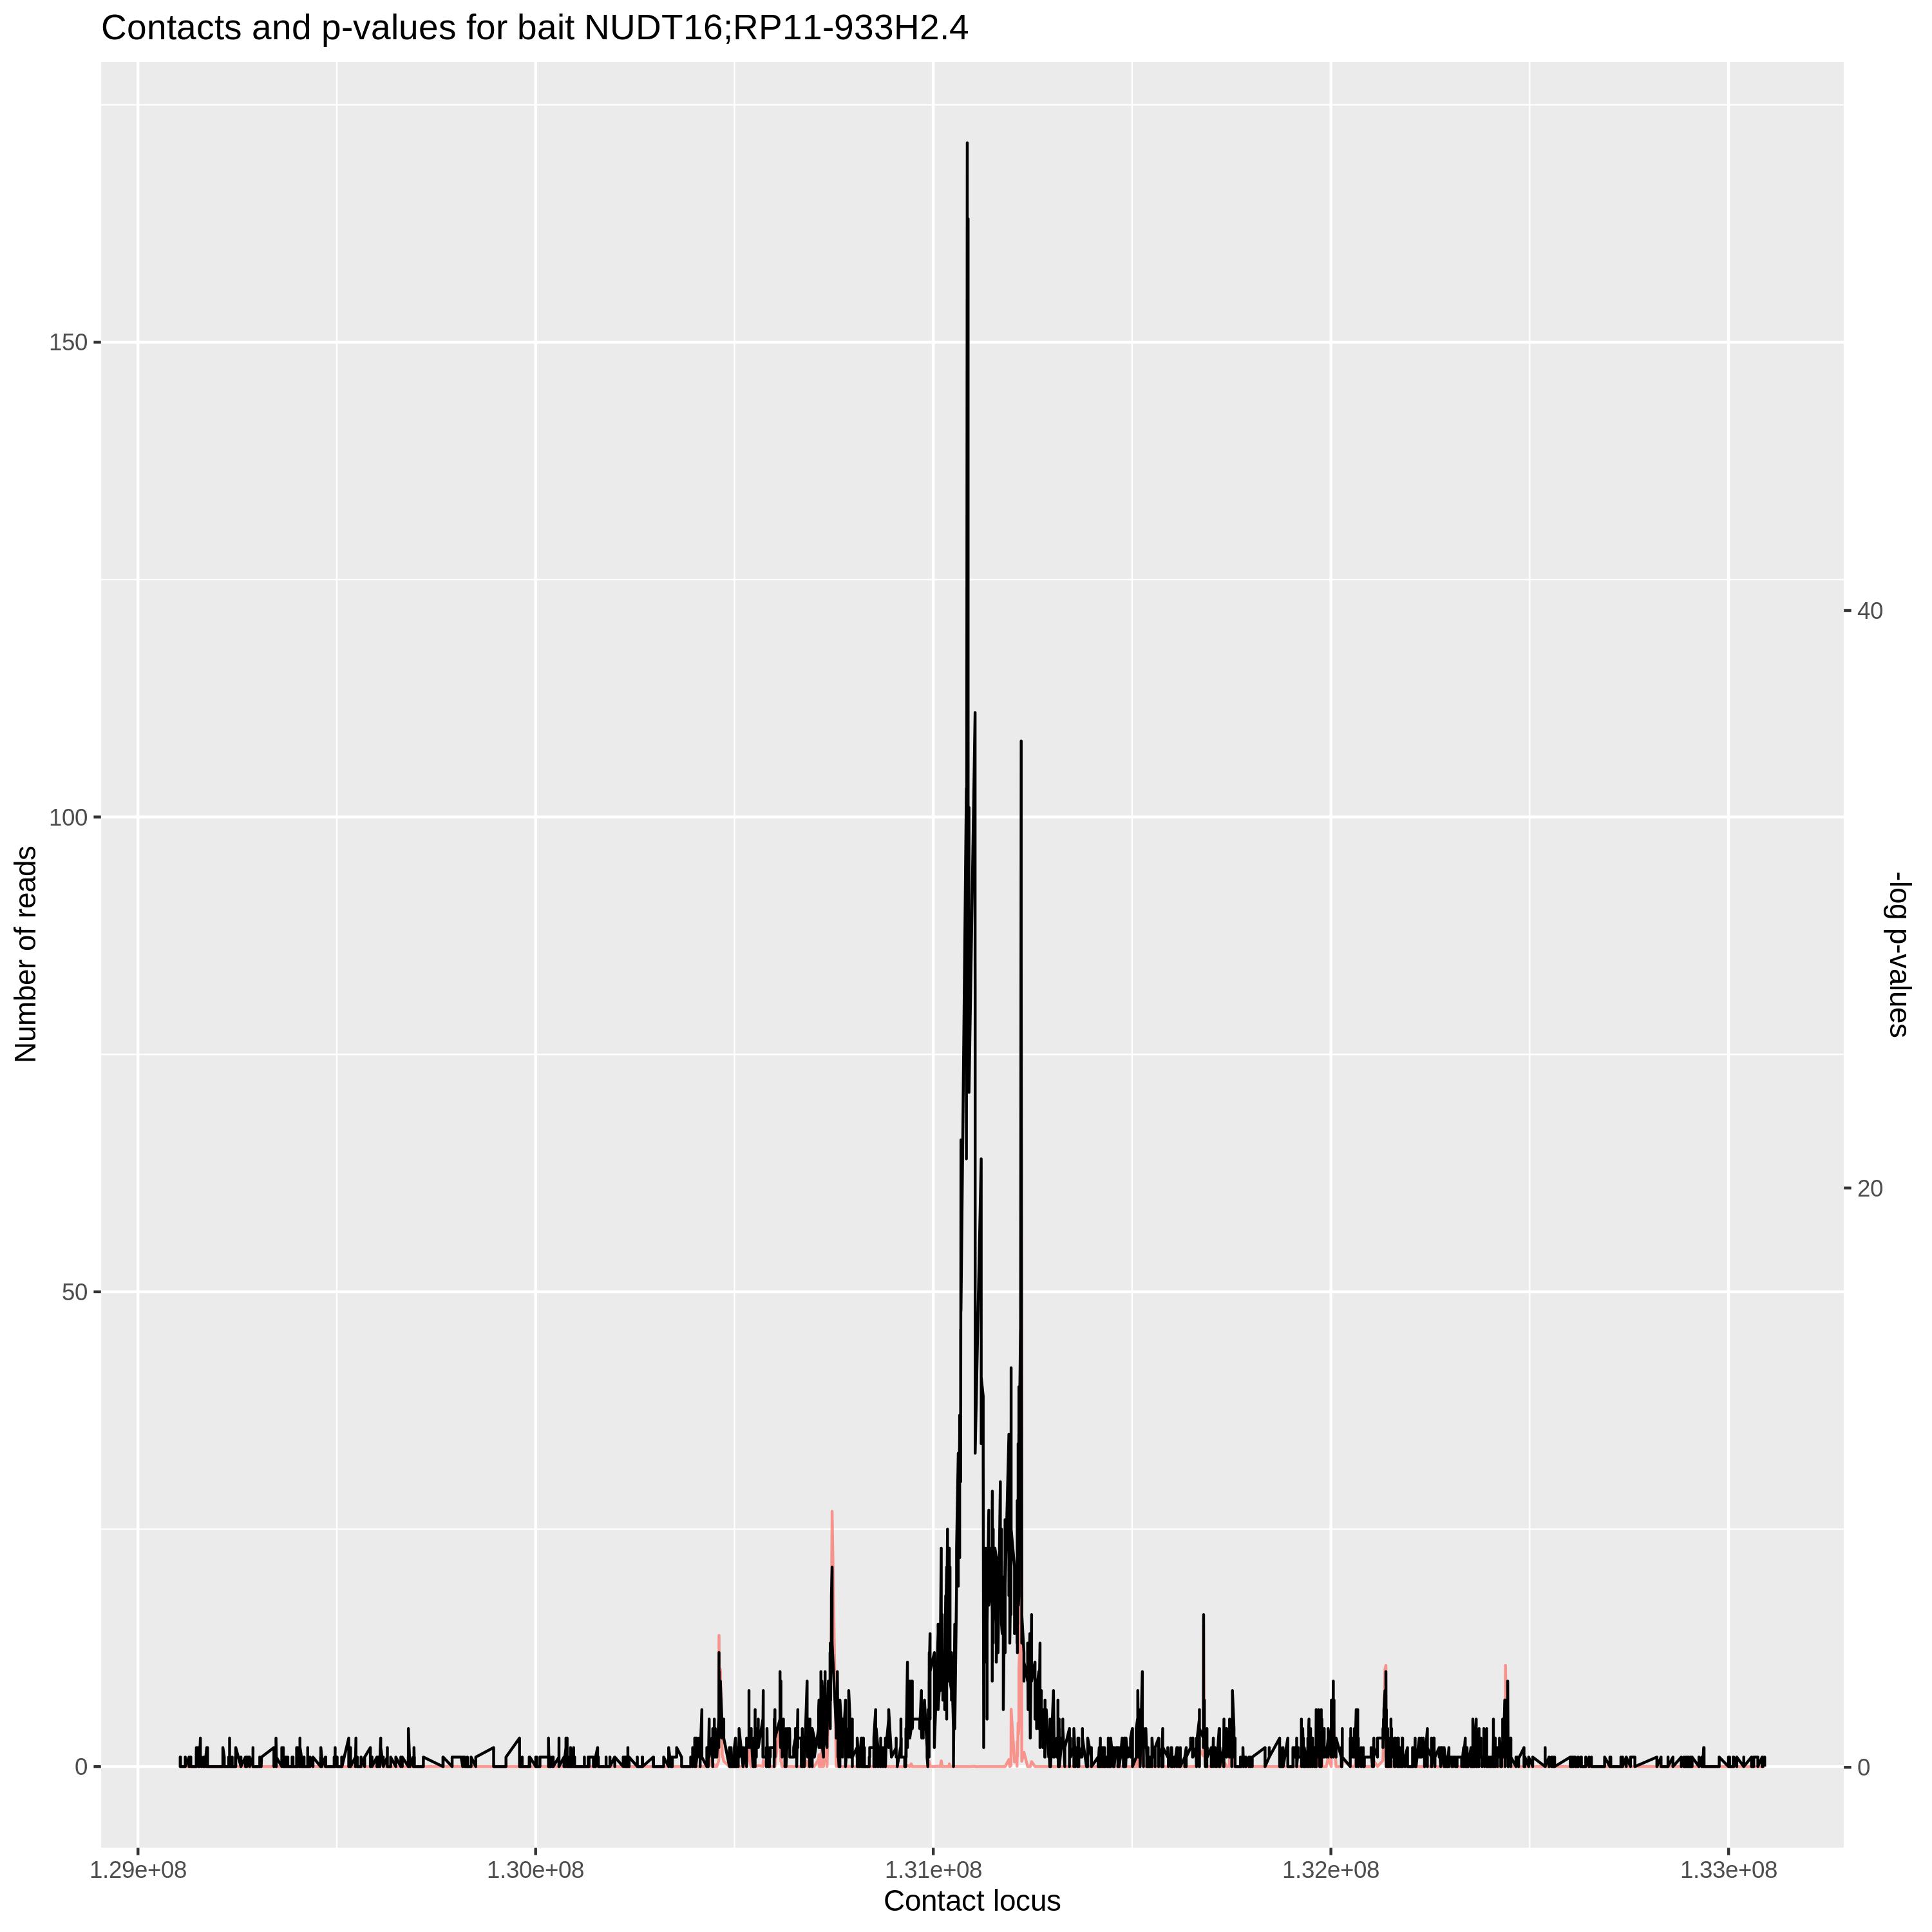 Contacts and p-values for bait NUDT16;RP11-933H2.4
150
100
50
0
Number of reads
40
20
0
-log p-values
1.29e+08
1.30e+08
1.31e+08
1.32e+08
1.33e+08
Contact locus